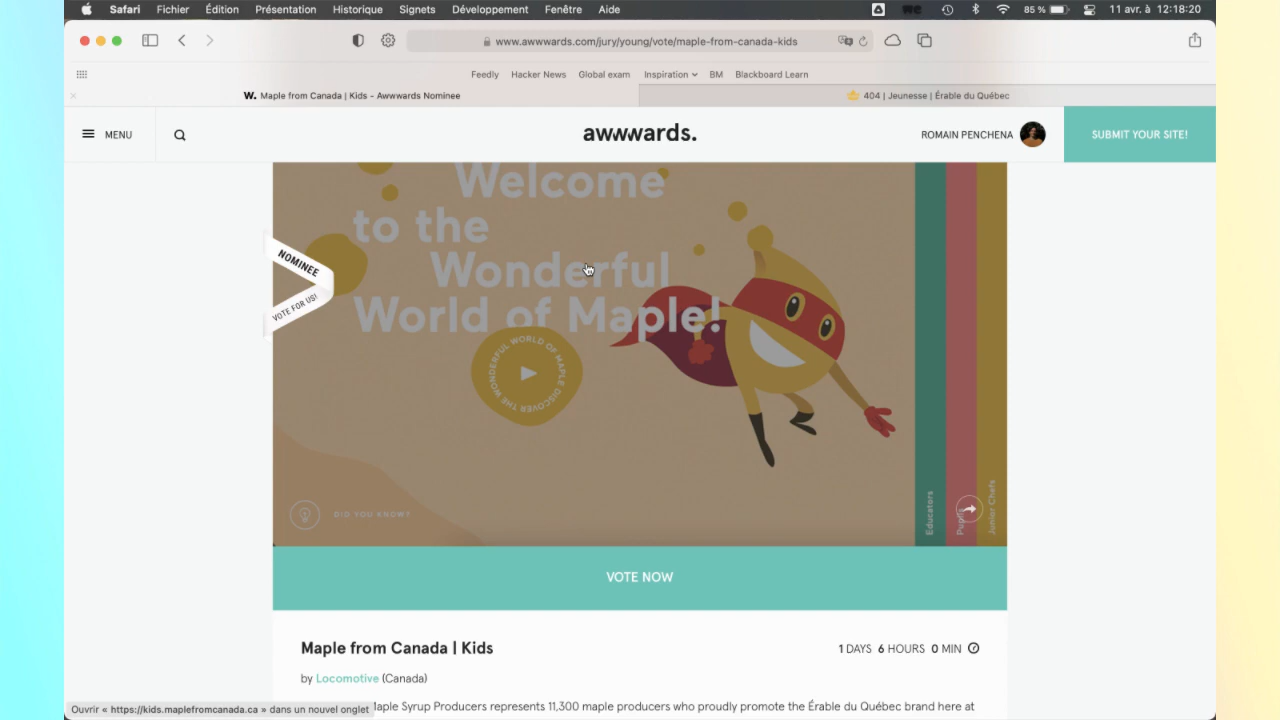 Safari Fichier Édition Présentation Historique Signets Développement Fenêtre Aide 85 % 11 avr. à 12:18:20
www.awwwards.com/jury/young/vote/maple-from-canada-kids
Feedly Hacker News Global exam Inspiration BM Blackboard Learn
W. Maple from Canada | Kids - Awwwards Nominee
404 | Jeunesse | Érable du Québec
MENU
awwwards.
ROMAIN PENCHENA
SUBMIT YOUR SITE!
Welcome
to the
Wonderful
World of Maple!
NOMINEE
VOTE FOR US!
WONDERFUL WORLD OF MAPLE DISCOVER THE
DID YOU KNOW?
Educators
Pupils
Junior Chefs
VOTE NOW
Maple from Canada | Kids
1 DAYS 6 HOURS 0 MIN
by Locomotive (Canada)
Maple Syrup Producers represents 11,300 maple producers who proudly promote the Érable du Québec brand here at
Ouvrir « https://kids.maplefromcanada.ca » dans un nouvel onglet